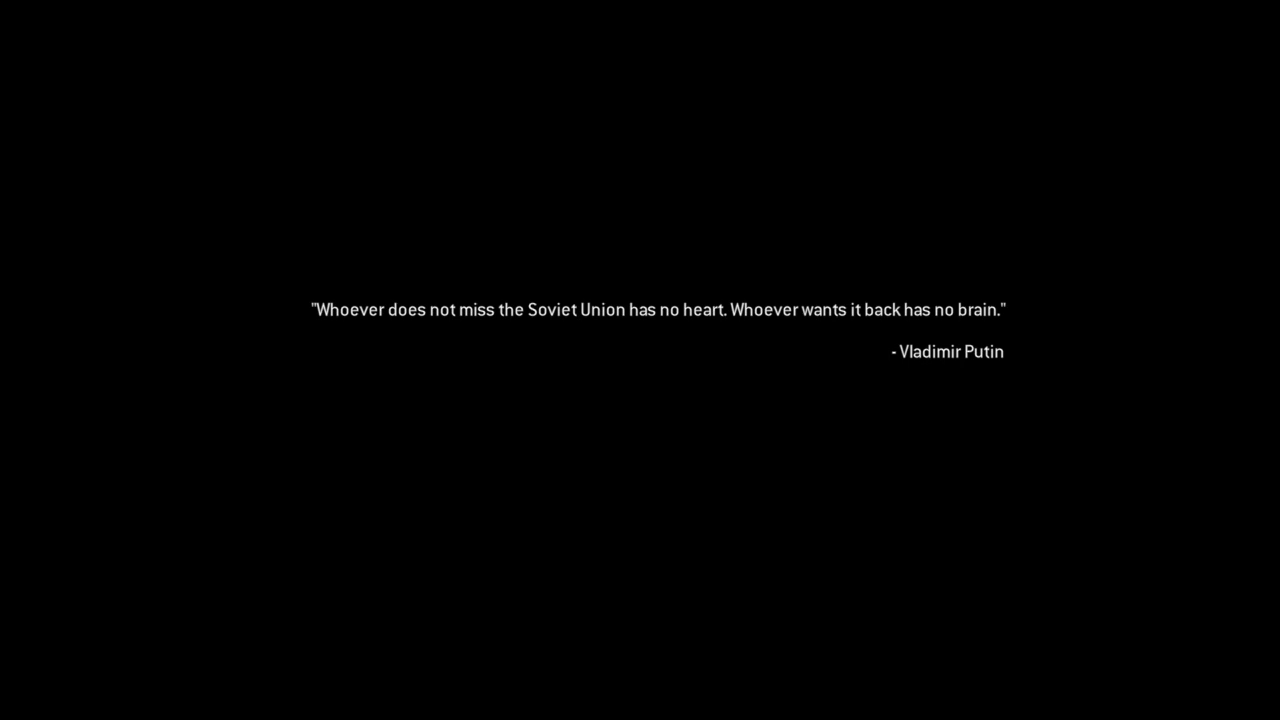 "Whoever does not miss the Soviet Union has no heart. Whoever wants it back has no brain."
- Vladimir Putin